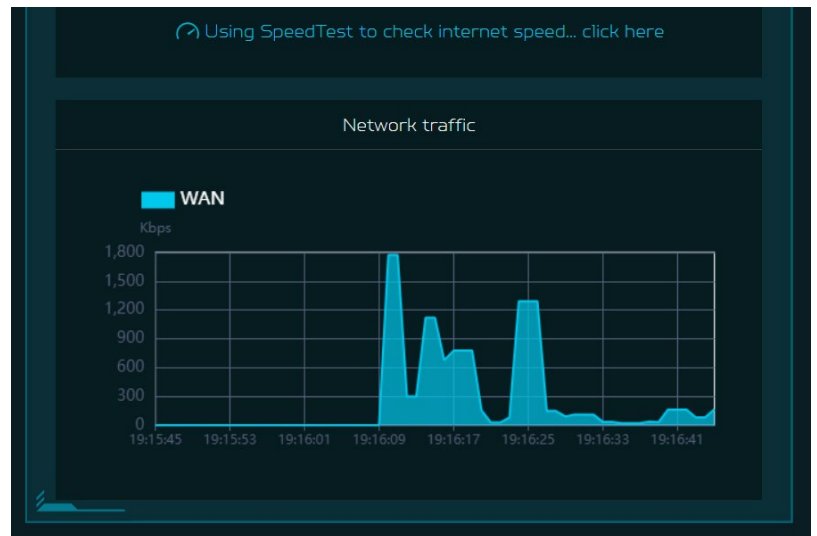 Using SpeedTest to check internet speed... click here
Network traffic
WAN
Kbps
1,800
1,500
1,200
900
600
300
0
19:15:45 19:15:53 19:16:01 19:16:09 19:16:17 19:16:25 19:16:33 19:16:41